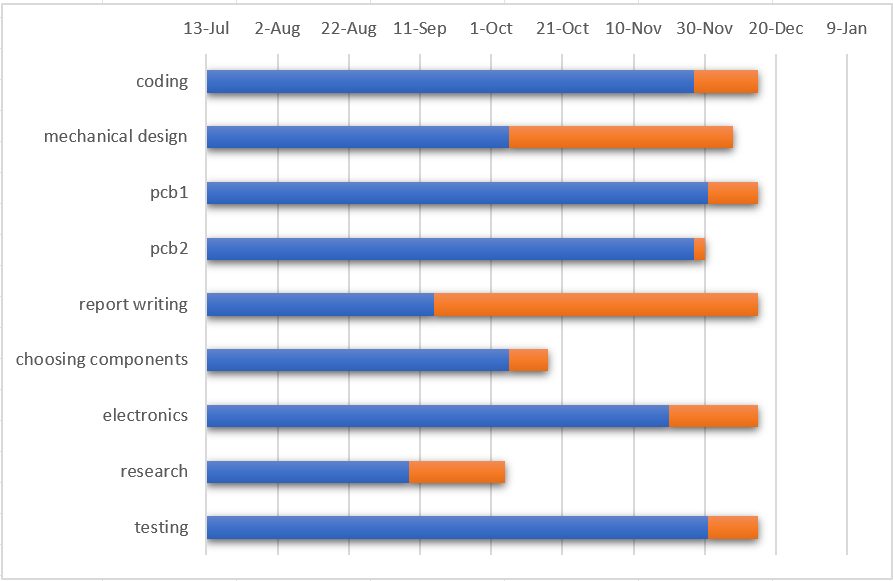 13-Jul 2-Aug 22-Aug 11-Sep 1-Oct 21-Oct 10-Nov 30-Nov 20-Dec 9-Jan
coding
mechanical design
pcb1
pcb2
report writing
choosing components
electronics
research
testing